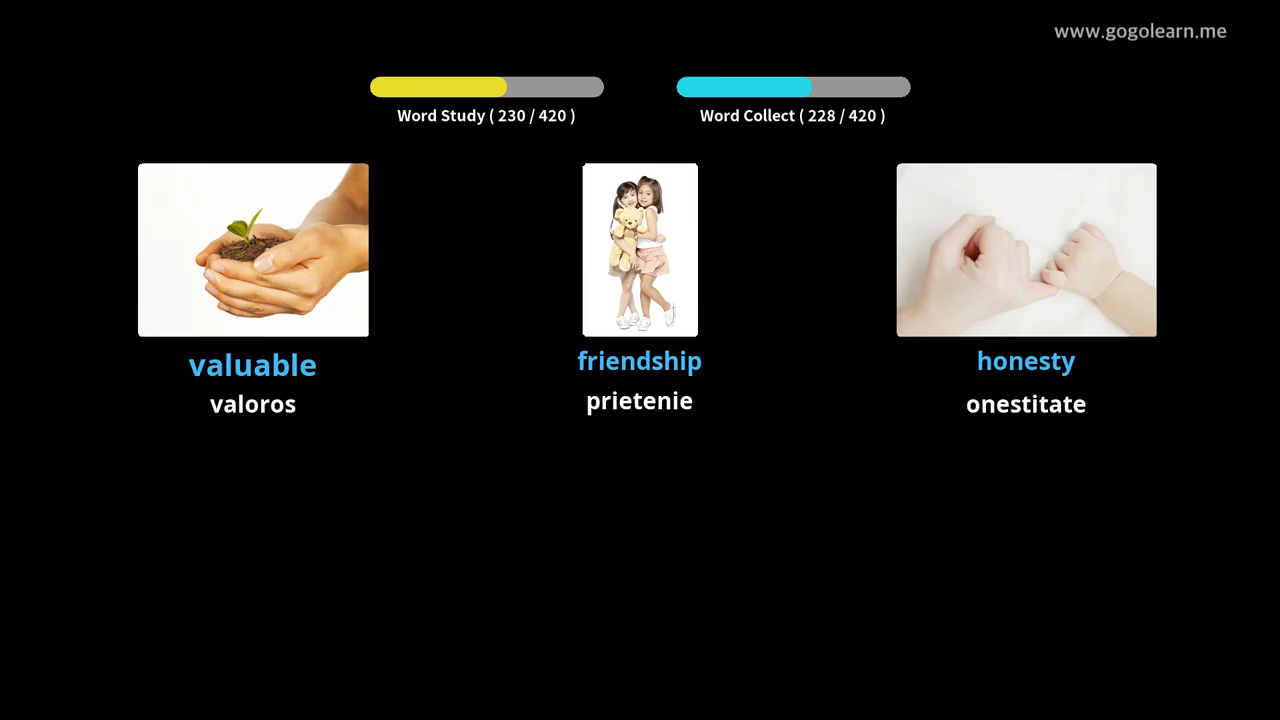 www.gogolearn.me
Word Study ( 230 / 420 )
Word Collect ( 228 / 420 )
valuable
valoros
friendship
prietenie
honesty
onestitate